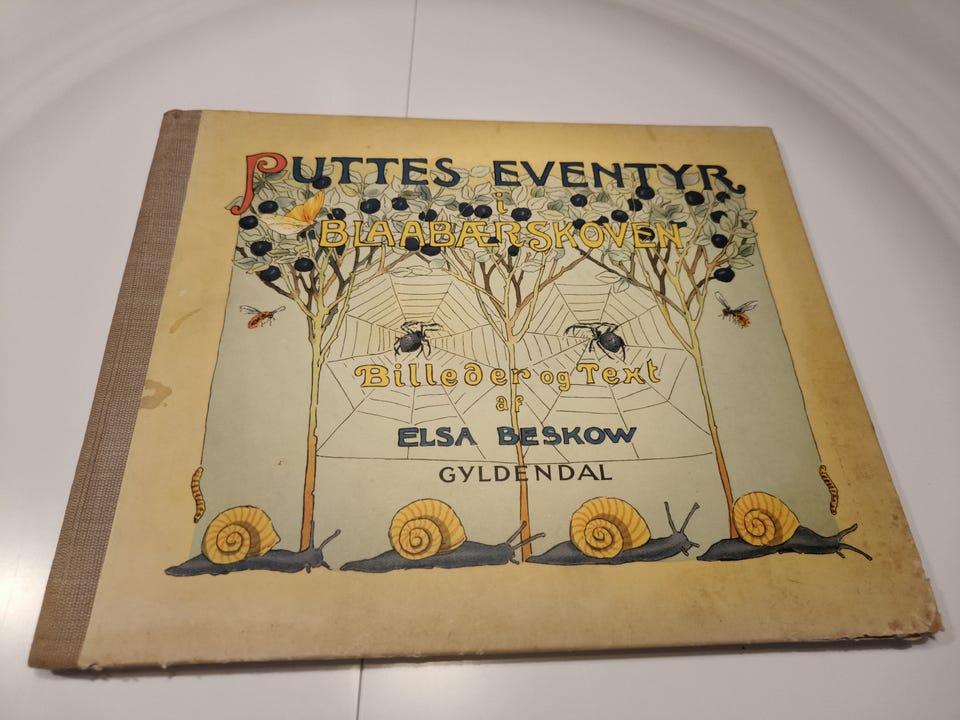 PUTTES EVENTYR
i
BLAABÆRSKOVEN
Billeder og Text
af
ELSA BESKOW
GYLDENDAL